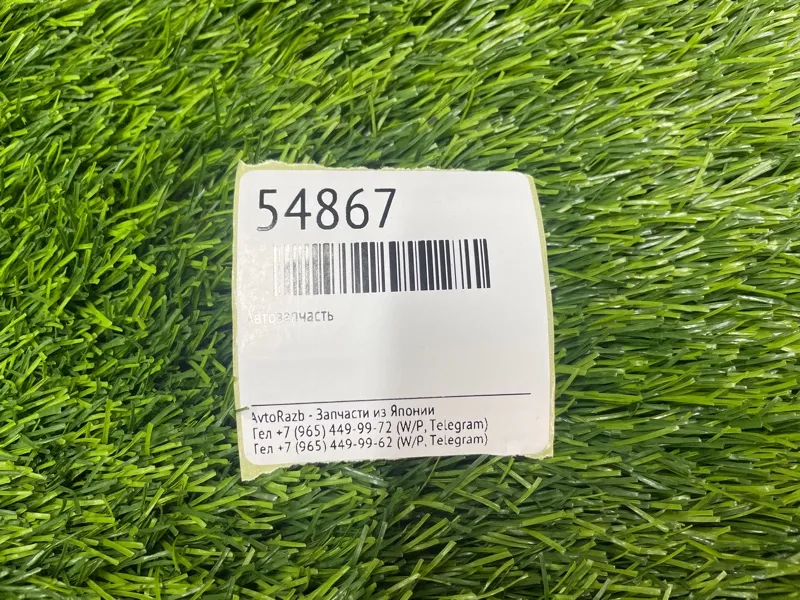 54867
Автозапчасть
AvtoRazb - Запчасти из Японии
Тел +7 (965) 449-99-72 (W/P, Telegram)
Тел +7 (965) 449-99-62 (W/P, Telegram)